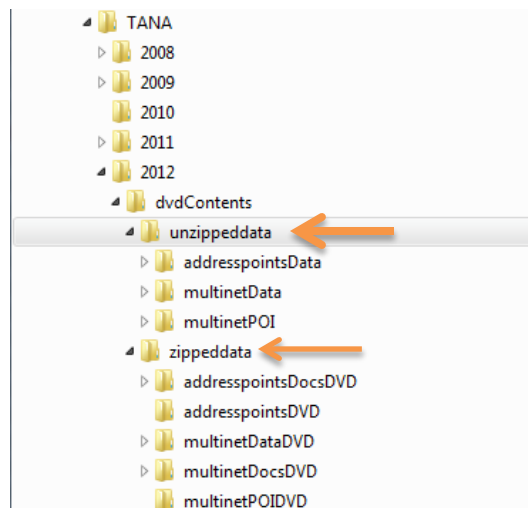 TANA
2008
2009
2010
2011
2012
dvdContents
unzippeddata
addresspointsData
multinetData
multinetPOI
zippeddata
addresspointsDocsDVD
addresspointsDVD
multinetDataDVD
multinetDocsDVD
multinetPOIDVD